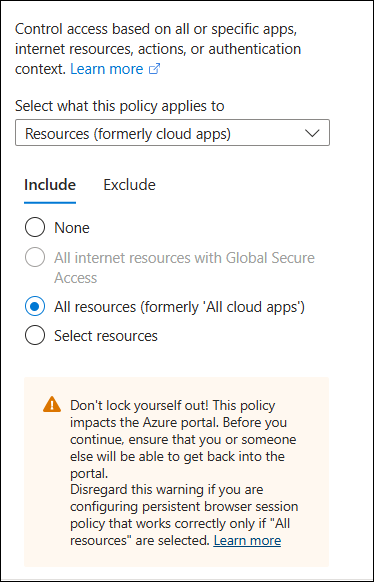 Control access based on all or specific apps,
internet resources, actions, or authentication
context. Learn more
Select what this policy applies to
Resources (formerly cloud apps)
Include Exclude
None
All internet resources with Global Secure
Access
All resources (formerly 'All cloud apps')
Select resources
Don't lock yourself out! This policy
impacts the Azure portal. Before you
continue, ensure that you or someone
else will be able to get back into the
portal.
Disregard this warning if you are
configuring persistent browser session
policy that works correctly only if "All
resources" are selected. Learn more